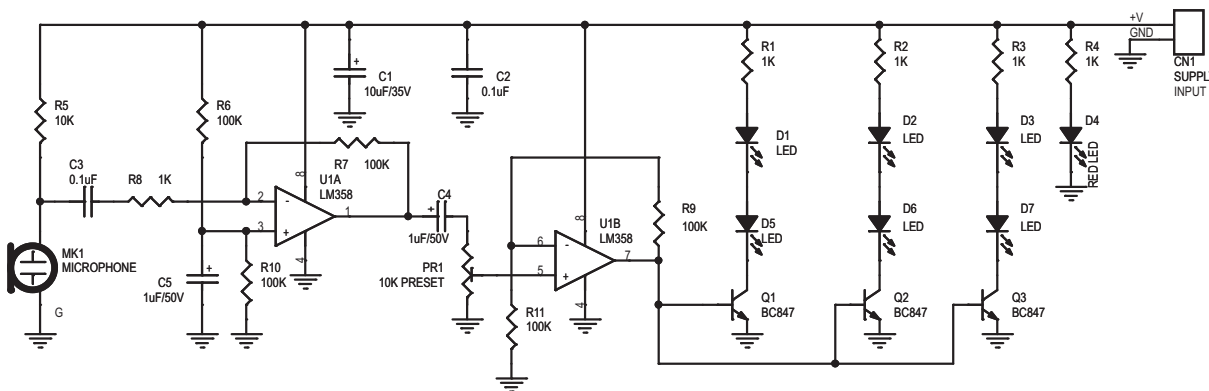 +V
GND
CN1
SUPPL
INPUT
R1
1K
R2
1K
R3
1K
R4
1K
C1
10uF/35V
C2
0.1uF
R5
10K
R6
100K
D1
LED
D2
LED
D3
LED
D4
RED LED
R7
100K
C3
0.1uF
R8 1K
U1A
LM358
8
2
-
1
3
+
4
C4
+
1uF/50V
R9
100K
U1B
LM358
8
6
-
7
5
+
4
D5
LED
D6
LED
D7
LED
MK1
MICROPHONE
G
C5
1uF/50V
+
R10
100K
PR1
10K PRESET
R11
100K
Q1
BC847
Q2
BC847
Q3
BC847
+